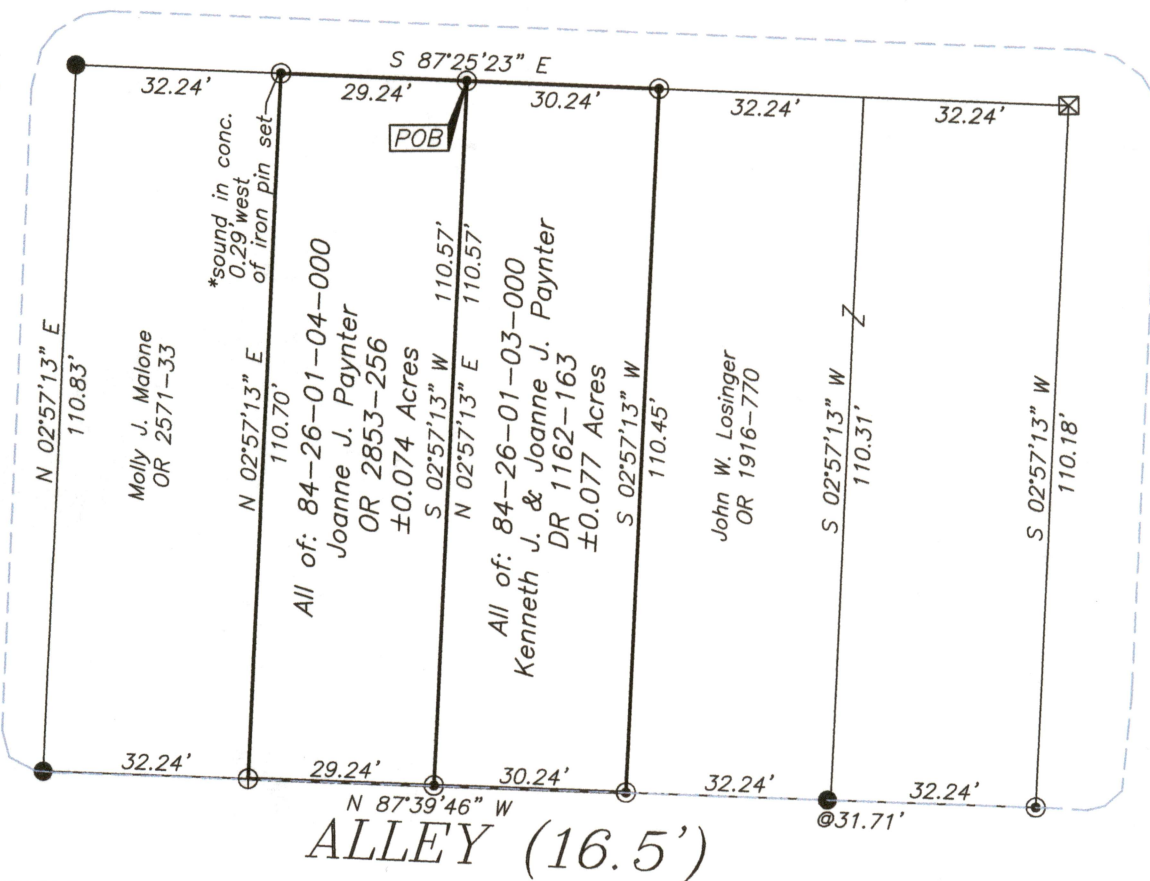 S 87°25'23" E
32.24'
29.24'
30.24'
32.24'
32.24'
POB
*sound in conc.
0.29'west
of iron pin set
N 02°57'13" E
110.83'
Molly J. Malone
OR 2571-33
N 02°57'13" E
110.70'
All of: 84-26-01-04-000
Joanne J. Paynter
OR 2853-256
±0.074 Acres
S 02°57'13" W 110.57'
N 02°57'13" E 110.57'
All of: 84-26-01-03-000
Kenneth J. & Joanne J. Paynter
DR 1162-163
±0.077 Acres
S 02°57'13" W
110.45'
John W. Losinger
OR 1916-770
Z
S 02°57'13" W
110.31'
S 02°57'13" W
110.18'
32.24'
29.24'
30.24'
32.24'
32.24'
N 87°39'46" W
@31.71'
ALLEY (16.5')